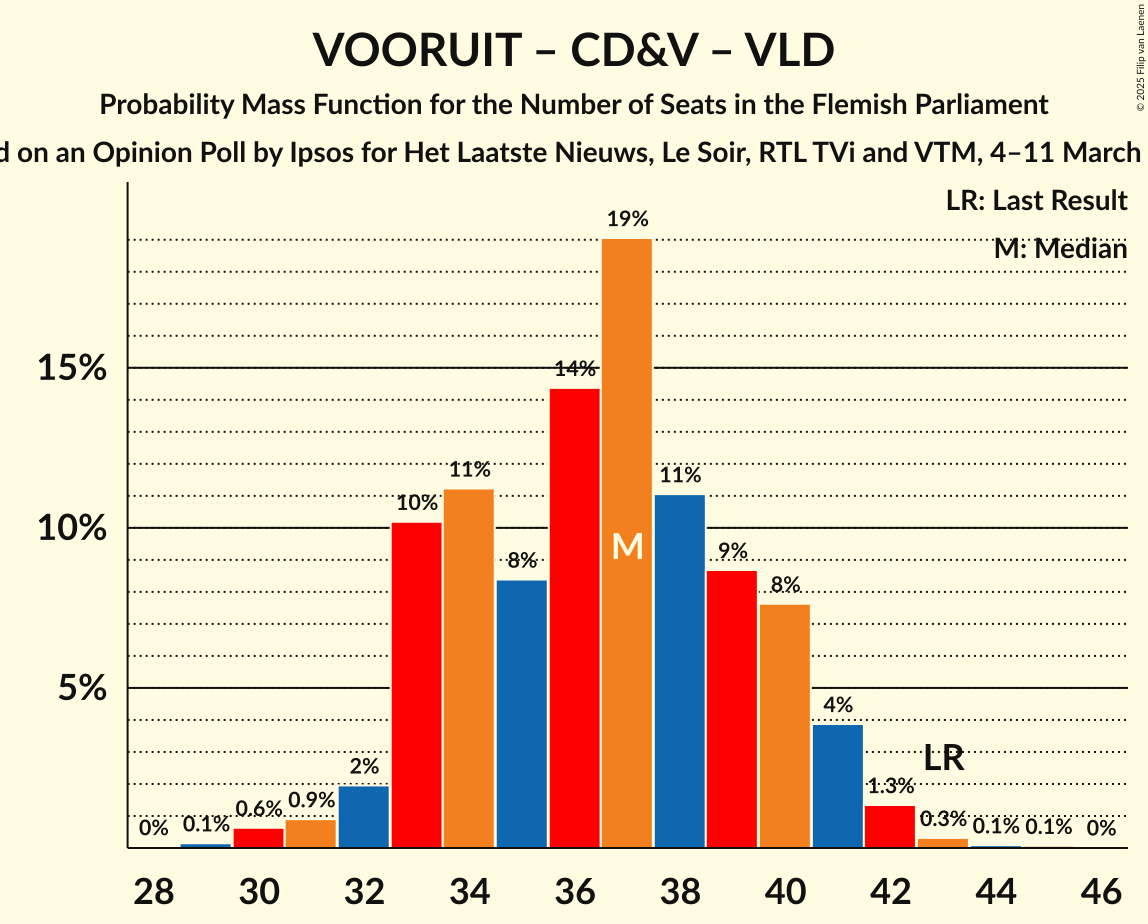 VOORUIT – CD&V – VLD
Probability Mass Function for the Number of Seats in the Flemish Parliament
on an Opinion Poll by Ipsos for Het Laatste Nieuws, Le Soir, RTL TVi and VTM, 4–11 March
© 2025 Filip van Laenen
LR: Last Result
M: Median
19%
15%
14%
11%
11%
10%
10%
M
9%
8%
8%
5%
4%
LR
2%
1.3%
0% 0.1% 0.6% 0.9% 0.3% 0.1% 0.1% 0%
28 30 32 34 36 38 40 42 44 46